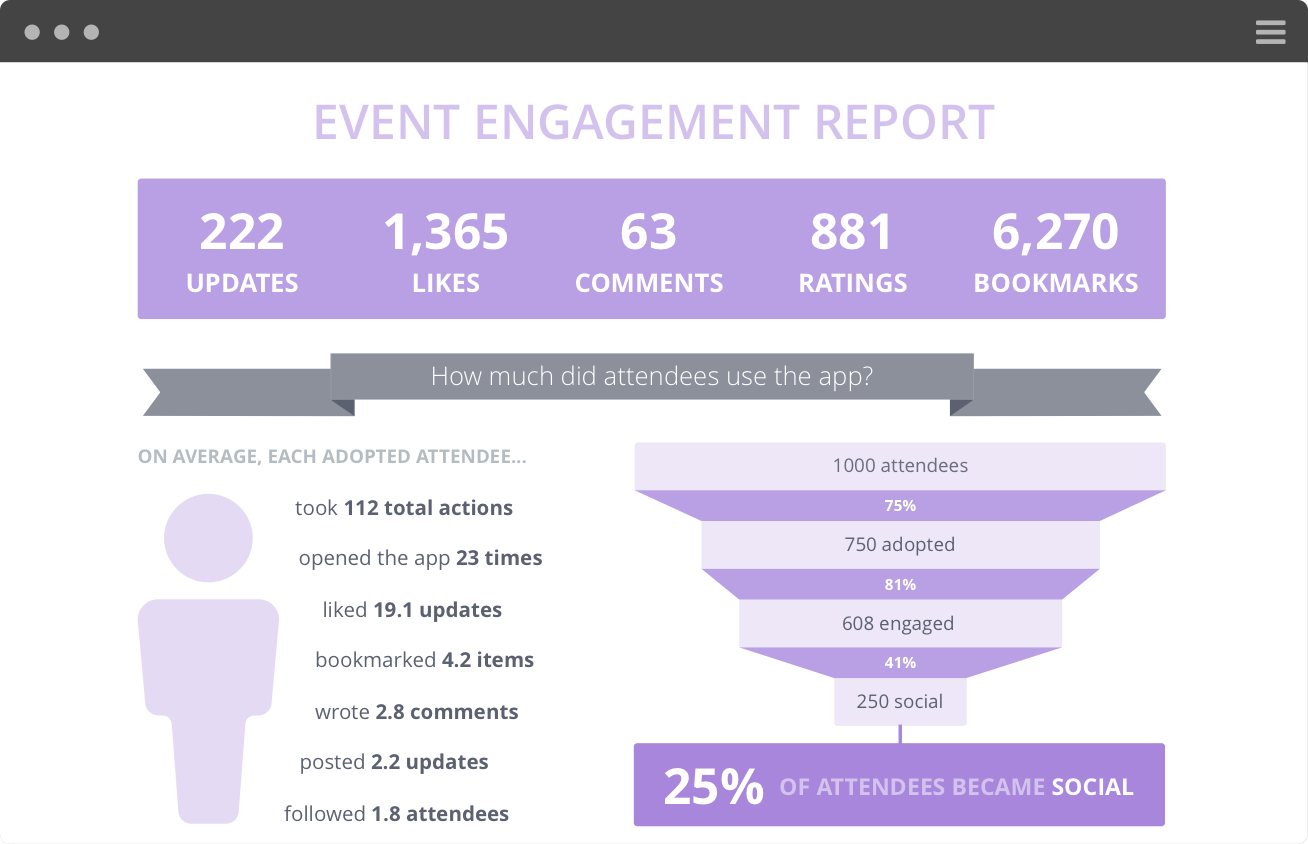 EVENT ENGAGEMENT REPORT
222
UPDATES
1,365
LIKES
63
COMMENTS
881
RATINGS
6,270
BOOKMARKS
How much did attendees use the app?
ON AVERAGE, EACH ADOPTED ATTENDEE...
took 112 total actions
opened the app 23 times
liked 19.1 updates
bookmarked 4.2 items
wrote 2.8 comments
posted 2.2 updates
followed 1.8 attendees
1000 attendees
75%
750 adopted
81%
608 engaged
41%
250 social
25% OF ATTENDEES BECAME SOCIAL